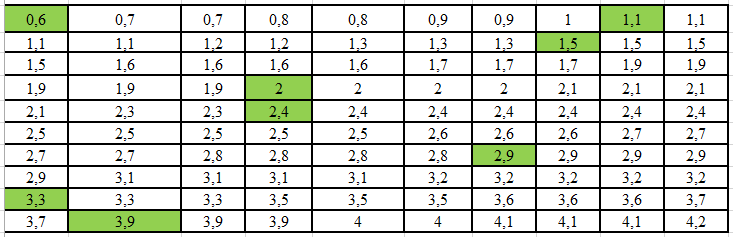 0,6 0,7 0,7 0,8 0,8 0,9 0,9 1 1,1 1,1
1,1 1,1 1,2 1,2 1,3 1,3 1,3 1,5 1,5 1,5
1,5 1,6 1,6 1,6 1,6 1,7 1,7 1,7 1,9 1,9
1,9 1,9 1,9 2 2 2 2 2,1 2,1 2,1
2,1 2,3 2,3 2,4 2,4 2,4 2,4 2,4 2,4 2,4
2,5 2,5 2,5 2,5 2,5 2,6 2,6 2,6 2,7 2,7
2,7 2,7 2,8 2,8 2,8 2,8 2,9 2,9 2,9 2,9
2,9 3,1 3,1 3,1 3,1 3,2 3,2 3,2 3,2 3,2
3,3 3,3 3,3 3,5 3,5 3,5 3,6 3,6 3,6 3,7
3,7 3,9 3,9 3,9 4 4 4,1 4,1 4,1 4,2